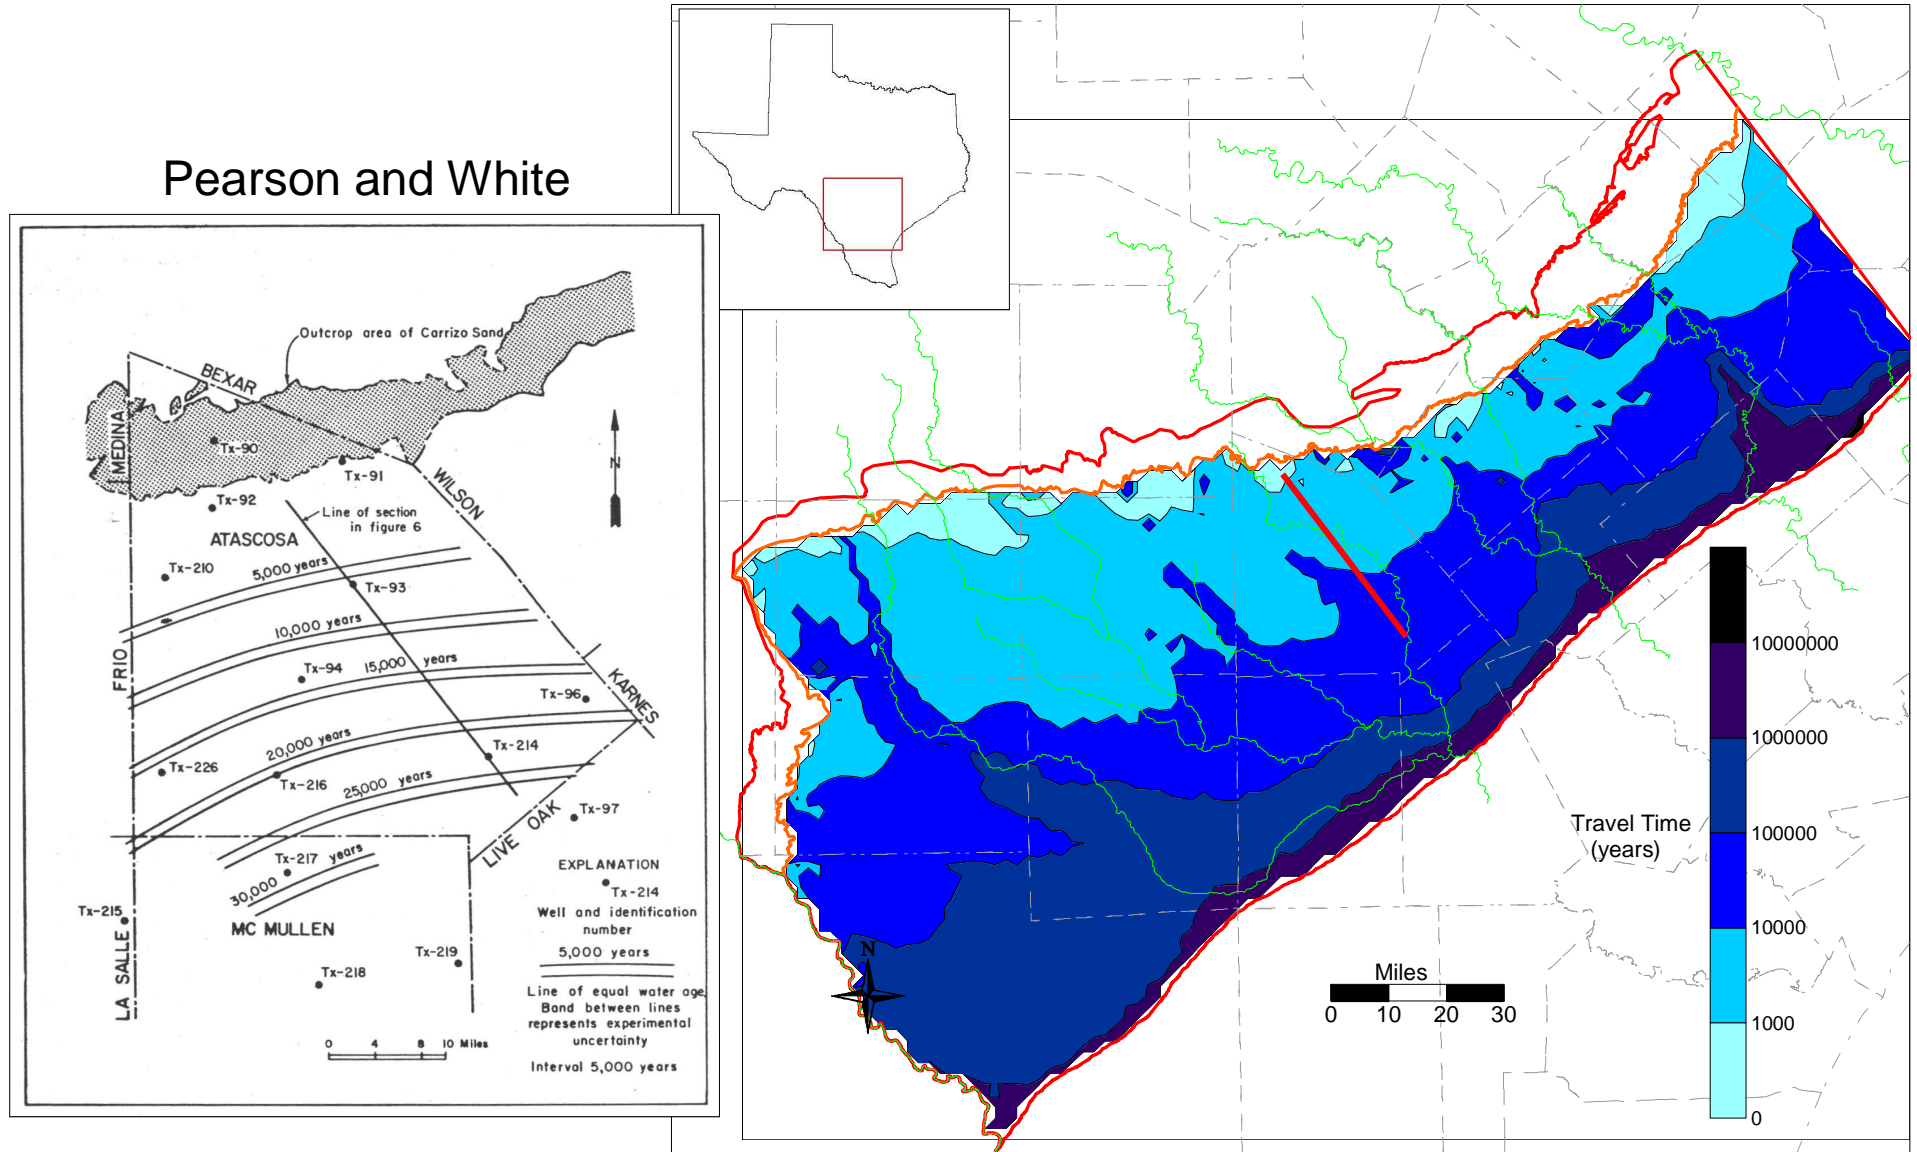 Pearson and White
Outcrop area of Carrizo Sand
BEXAR
MEDINA
Tx-90
Tx-91
Tx-92
N
WILSON
Line of section
in figure 6
ATASCOSA
Tx-210
5,000 years
Tx-93
10,000 years
FRIO
Tx-94
15,000 years
Tx-96
KARNES
20,000 years
Tx-214
Tx-226
Tx-216
25,000 years
Tx-97
LIVE OAK
Tx-217
30,000 years
EXPLANATION
Tx-214
Well and identification
number
5,000 years
Line of equal water age.
Band between lines
represents experimental
uncertainty
Interval 5,000 years
Tx-215
MC MULLEN
LA SALLE
Tx-219
Tx-218
0 4 8 10 Miles
N
Miles
0 10 20 30
Travel Time
(years)
10000000
1000000
100000
10000
1000
0